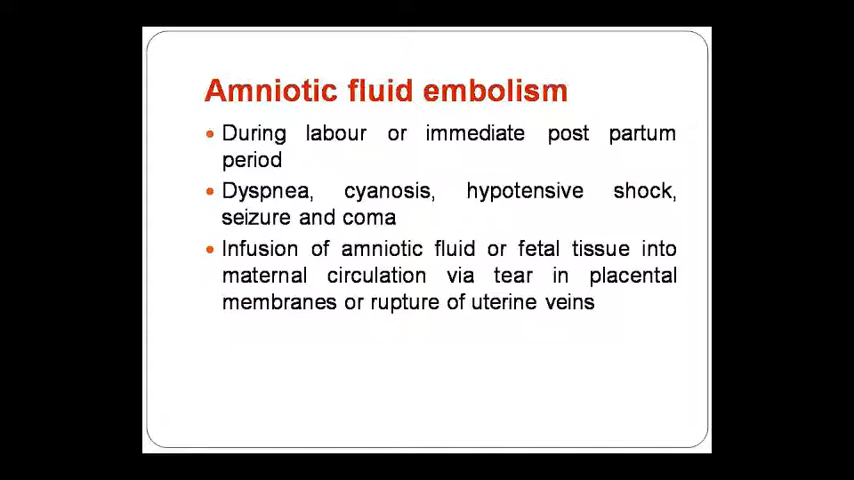 Amniotic fluid embolism
• During labour or immediate post partum
period
• Dyspnea, cyanosis, hypotensive shock,
seizure and coma
• Infusion of amniotic fluid or fetal tissue into
maternal circulation via tear in placental
membranes or rupture of uterine veins